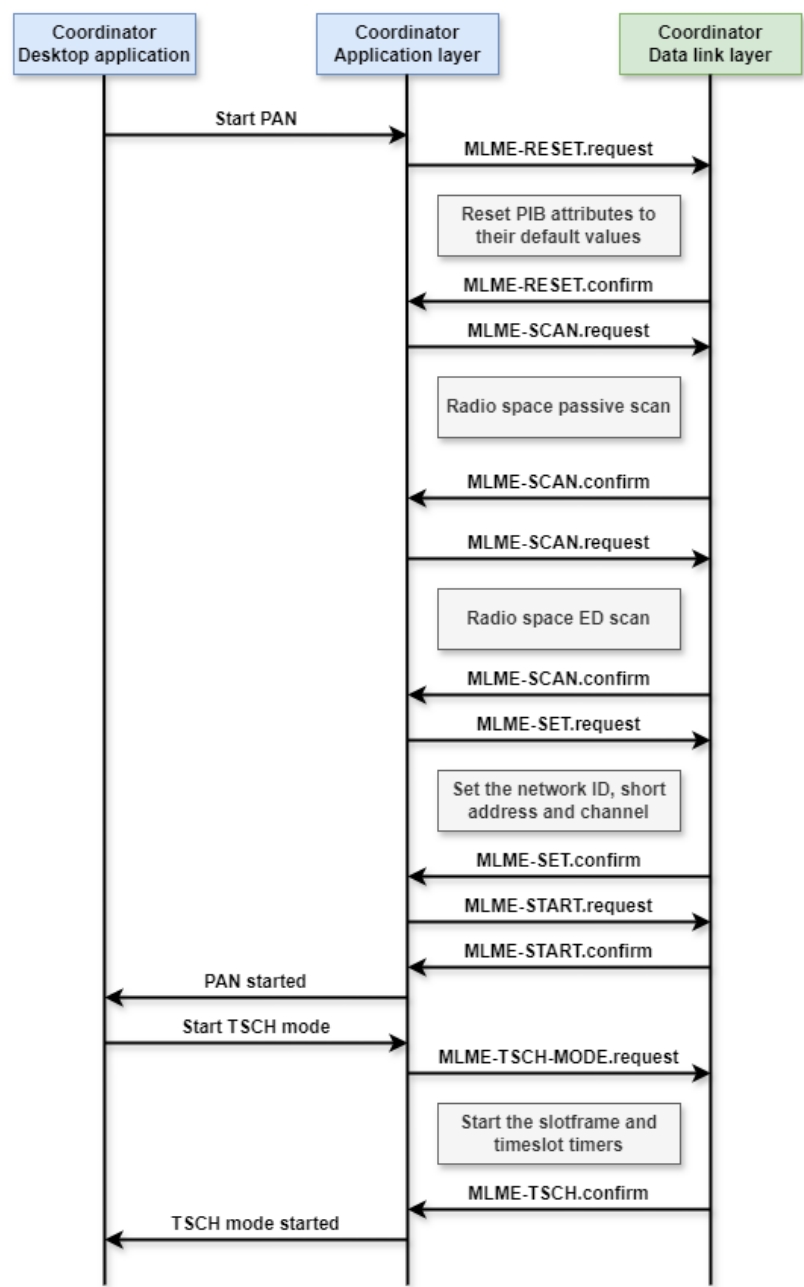 Coordinator
Desktop application
Coordinator
Application layer
Coordinator
Data link layer
Start PAN
MLME-RESET.request
Reset PIB attributes to
their default values
MLME-RESET.confirm
MLME-SCAN.request
Radio space passive scan
MLME-SCAN.confirm
MLME-SCAN.request
Radio space ED scan
MLME-SCAN.confirm
MLME-SET.request
Set the network ID, short
address and channel
MLME-SET.confirm
MLME-START.request
MLME-START.confirm
PAN started
Start TSCH mode
MLME-TSCH-MODE.request
Start the slotframe and
timeslot timers
MLME-TSCH.confirm
TSCH mode started